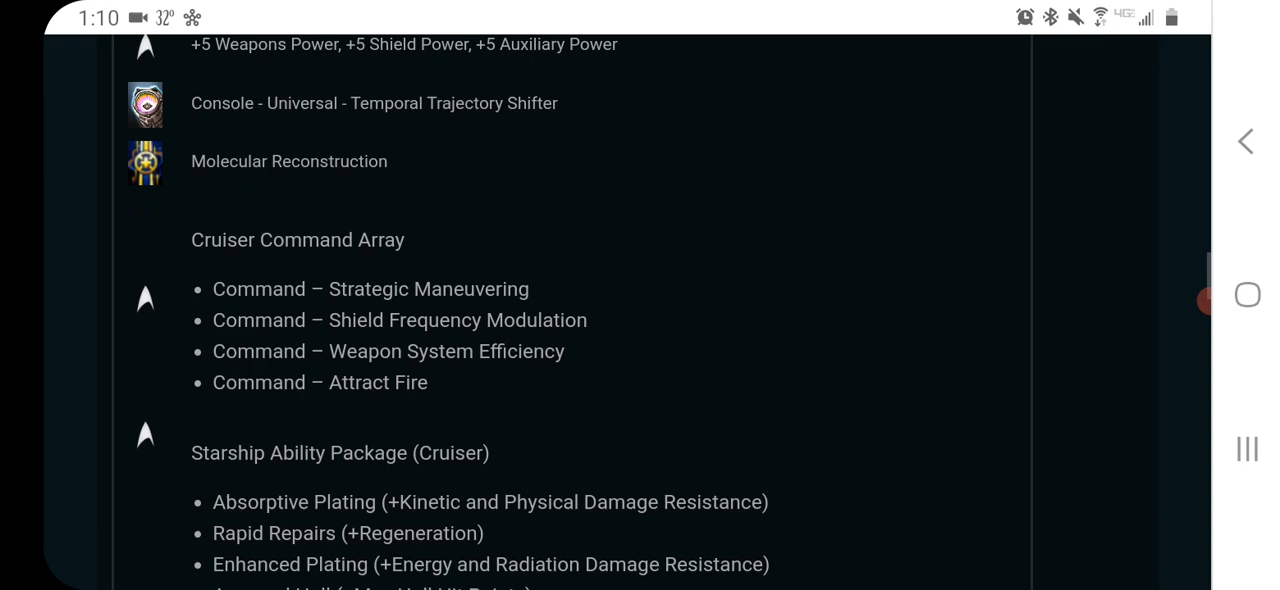 1:10 32° 4G
+5 Weapons Power, +5 Shield Power, +5 Auxiliary Power
Console - Universal - Temporal Trajectory Shifter
Molecular Reconstruction
Cruiser Command Array
• Command – Strategic Maneuvering
• Command – Shield Frequency Modulation
• Command – Weapon System Efficiency
• Command – Attract Fire
Starship Ability Package (Cruiser)
• Absorptive Plating (+Kinetic and Physical Damage Resistance)
• Rapid Repairs (+Regeneration)
• Enhanced Plating (+Energy and Radiation Damage Resistance)